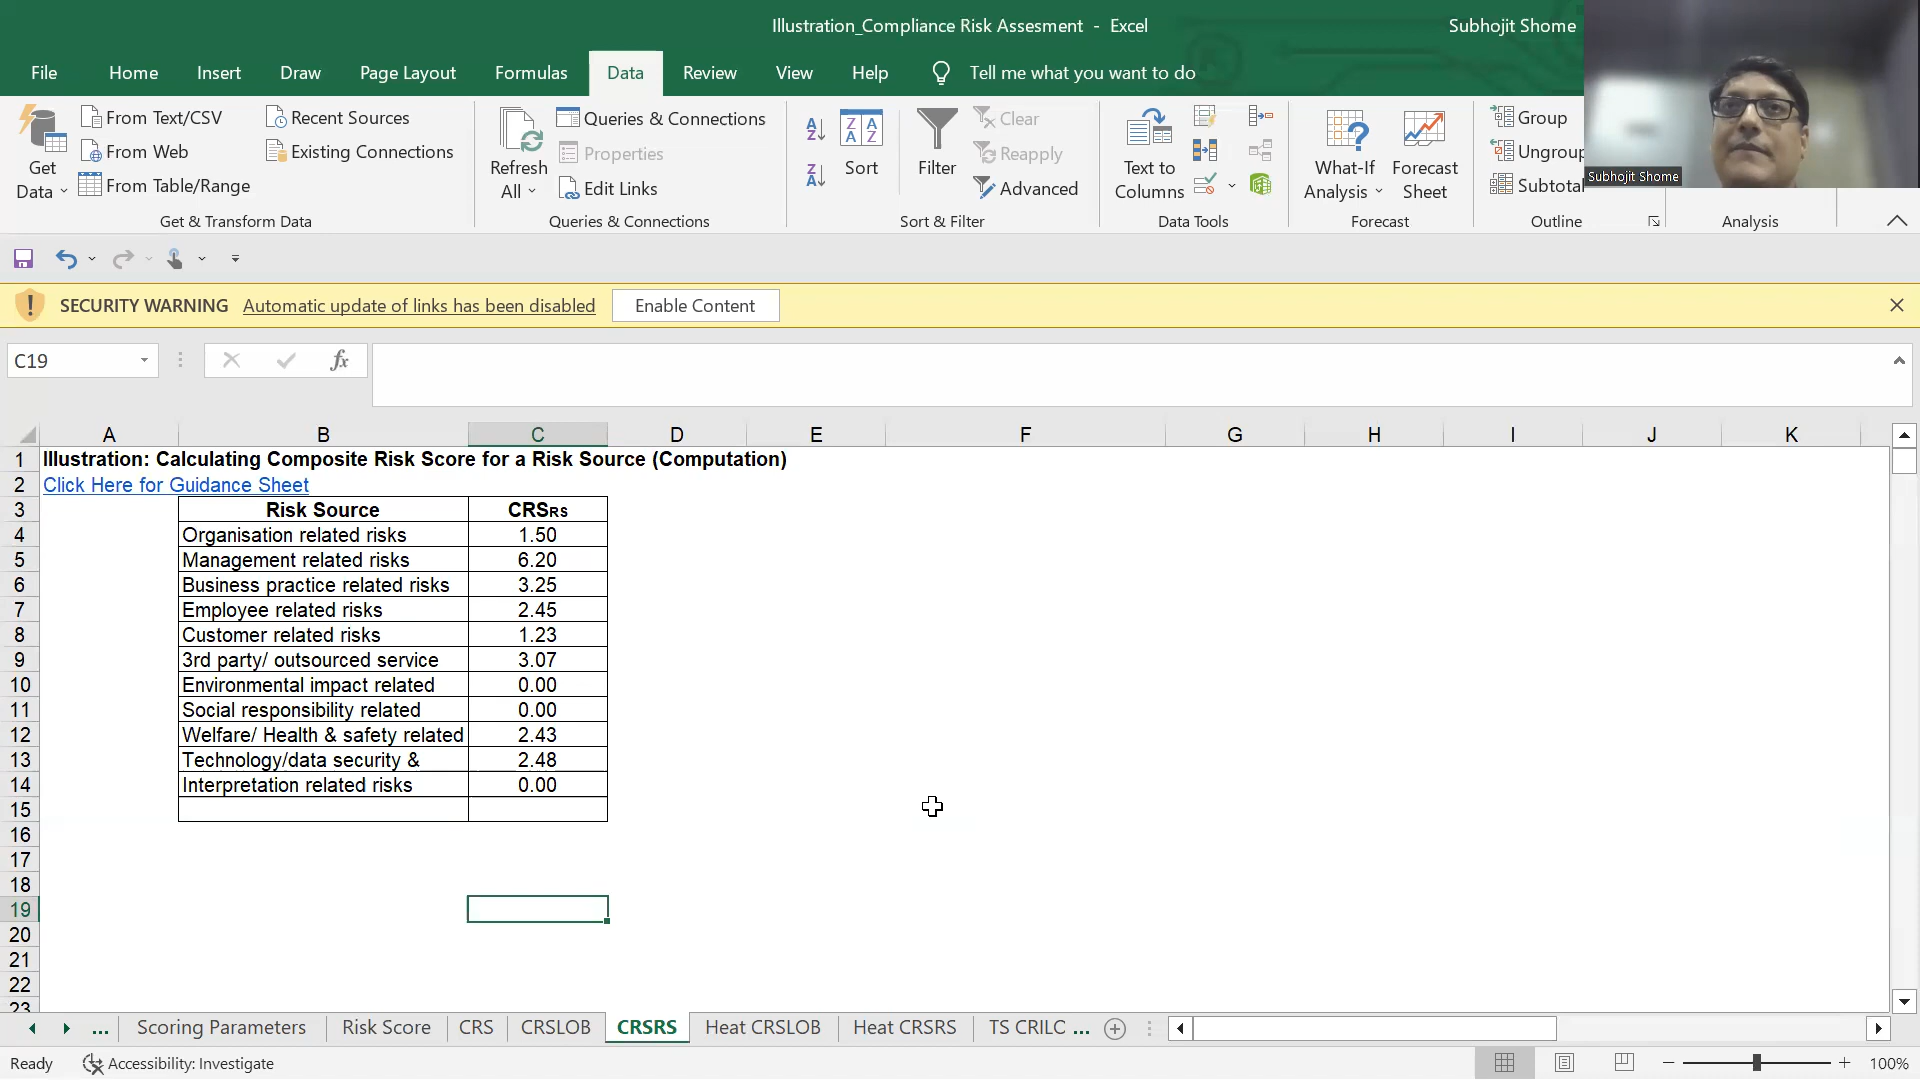 Illustration_Compliance Risk Assesment - Excel
Subhojit Shome
File Home Insert Draw Page Layout Formulas Data Review View Help Tell me what you want to do
Get Data
From Text/CSV
From Web
From Table/Range
Recent Sources
Existing Connections
Get & Transform Data
Refresh All
Queries & Connections
Properties
Edit Links
Queries & Connections
Sort
Filter
Clear
Reapply
Advanced
Sort & Filter
Text to Columns
Data Tools
What-If Analysis
Forecast Sheet
Forecast
Group
Ungroup
Subtotal
Outline
Analysis
Subhojit Shome
SECURITY WARNING Automatic update of links has been disabled Enable Content
C19 fx
A B C D E F G H I J K
1 Illustration: Calculating Composite Risk Score for a Risk Source (Computation)
2 Click Here for Guidance Sheet
3 Risk Source CRSRS
4 Organisation related risks 1.50
5 Management related risks 6.20
6 Business practice related risks 3.25
7 Employee related risks 2.45
8 Customer related risks 1.23
9 3rd party/ outsourced service 3.07
10 Environmental impact related 0.00
11 Social responsibility related 0.00
12 Welfare/ Health & safety related 2.43
13 Technology/data security & 2.48
14 Interpretation related risks 0.00
15
16
17
18
19
20
21
22
23
... Scoring Parameters Risk Score CRS CRSLOB CRSRS Heat CRSLOB Heat CRSRS TS CRILC ...
Ready Accessibility: Investigate 100%